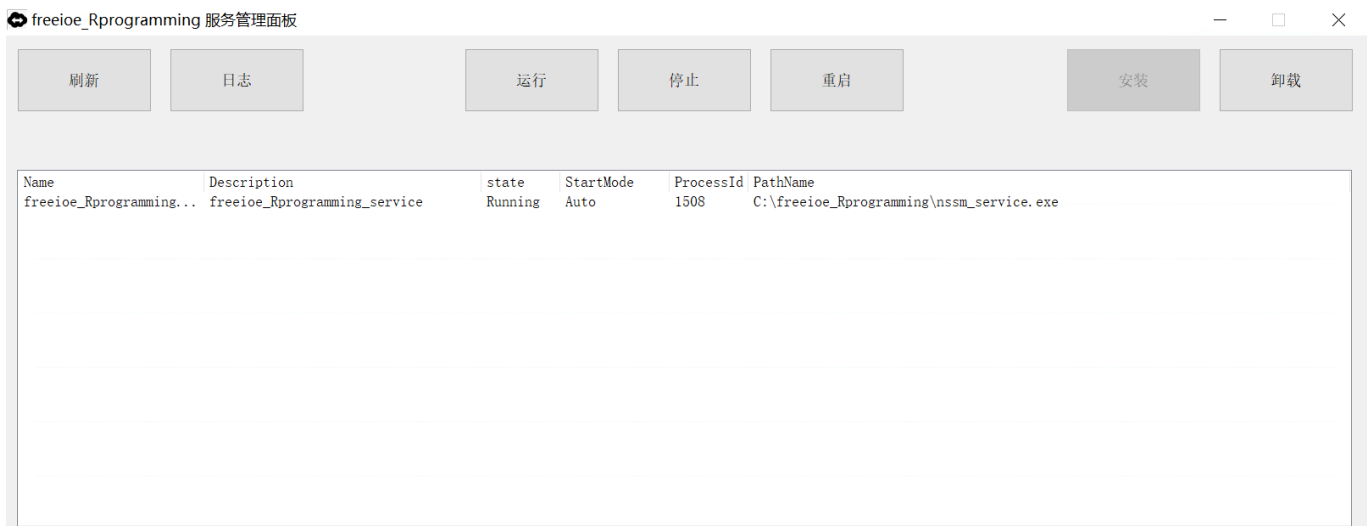 freeioe_Rprogramming 服务管理面板
刷新 日志 运行 停止 重启 安装 卸载
Name Description state StartMode ProcessId PathName
freeioe_Rprogramming... freeioe_Rprogramming_service Running Auto 1508 C:\freeioe_Rprogramming\nssm_service.exe